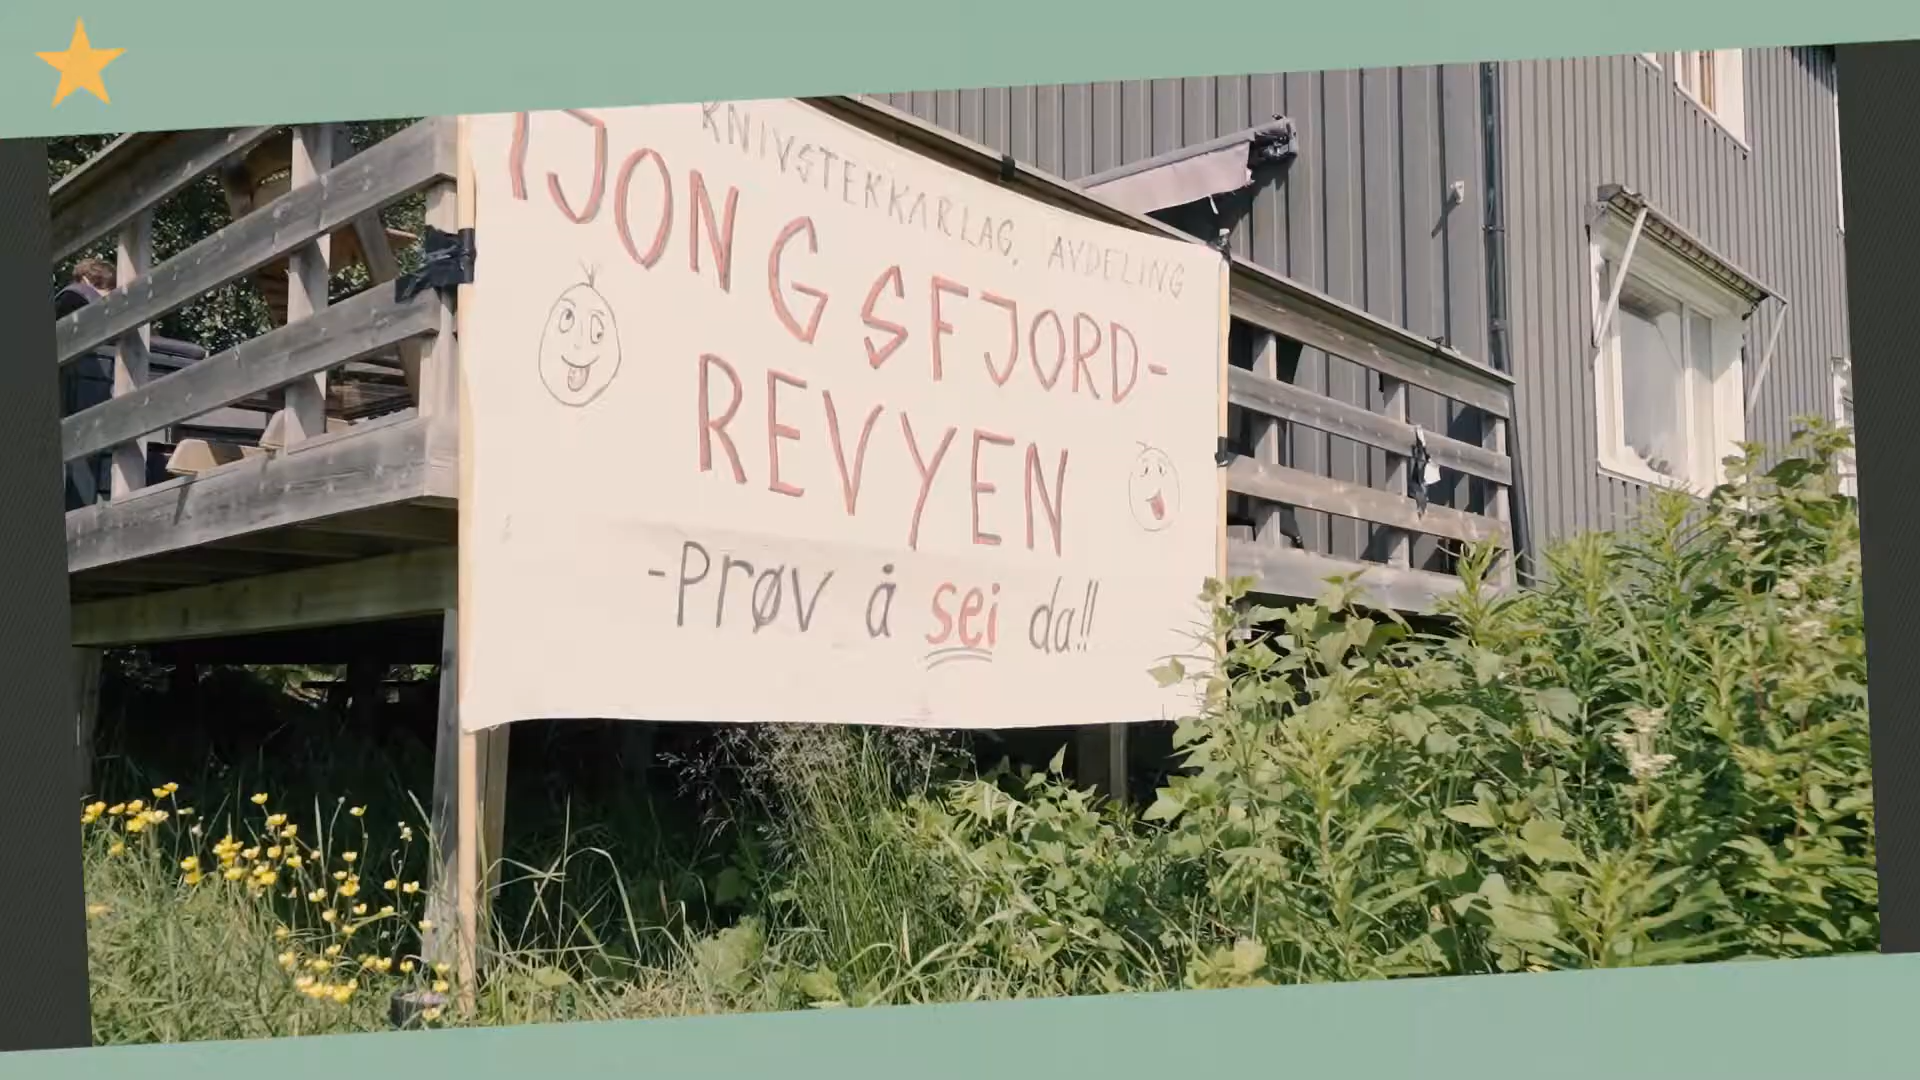 KNIVSTEKKARLAG, AVDELING
TJONGSFJORD-
REVYEN
-Prøv å sei da!!